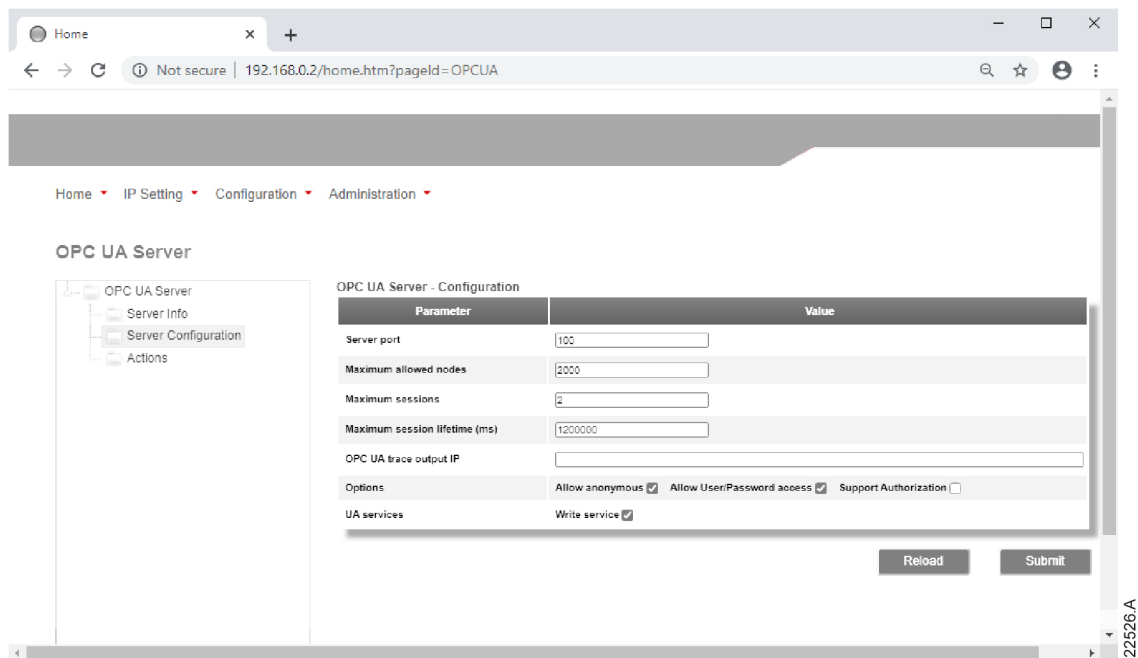 Home
Not secure | 192.168.0.2/home.htm?pageId=OPCUA
Home IP Setting Configuration Administration
OPC UA Server
OPC UA Server
Server Info
Server Configuration
Actions
OPC UA Server - Configuration
Parameter Value
Server port 100
Maximum allowed nodes 2000
Maximum sessions 2
Maximum session lifetime (ms) 1200000
OPC UA trace output IP
Options Allow anonymous Allow User/Password access Support Authorization
UA services Write service
Reload Submit
22526.A